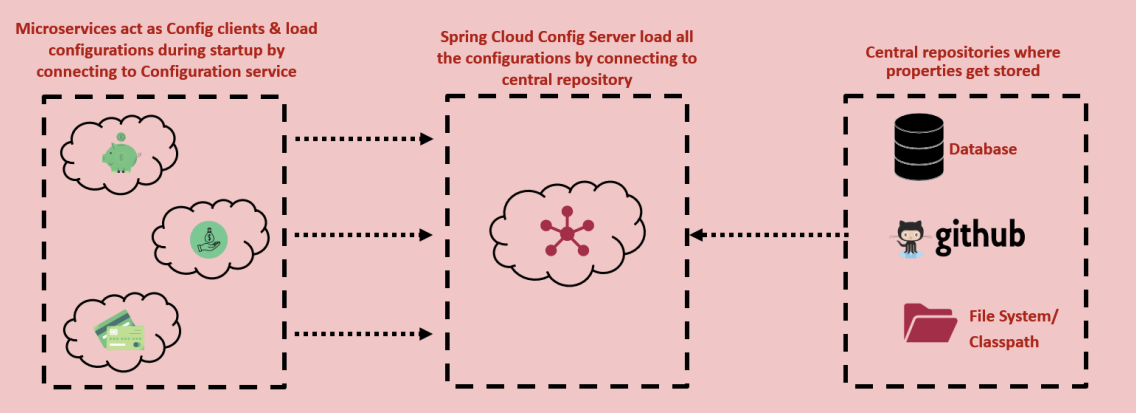 Microservices act as Config clients & load
configurations during startup by
connecting to Configuration service
Spring Cloud Config Server load all
the configurations by connecting to
central repository
Central repositories where
properties get stored
Database
github
File System/
Classpath